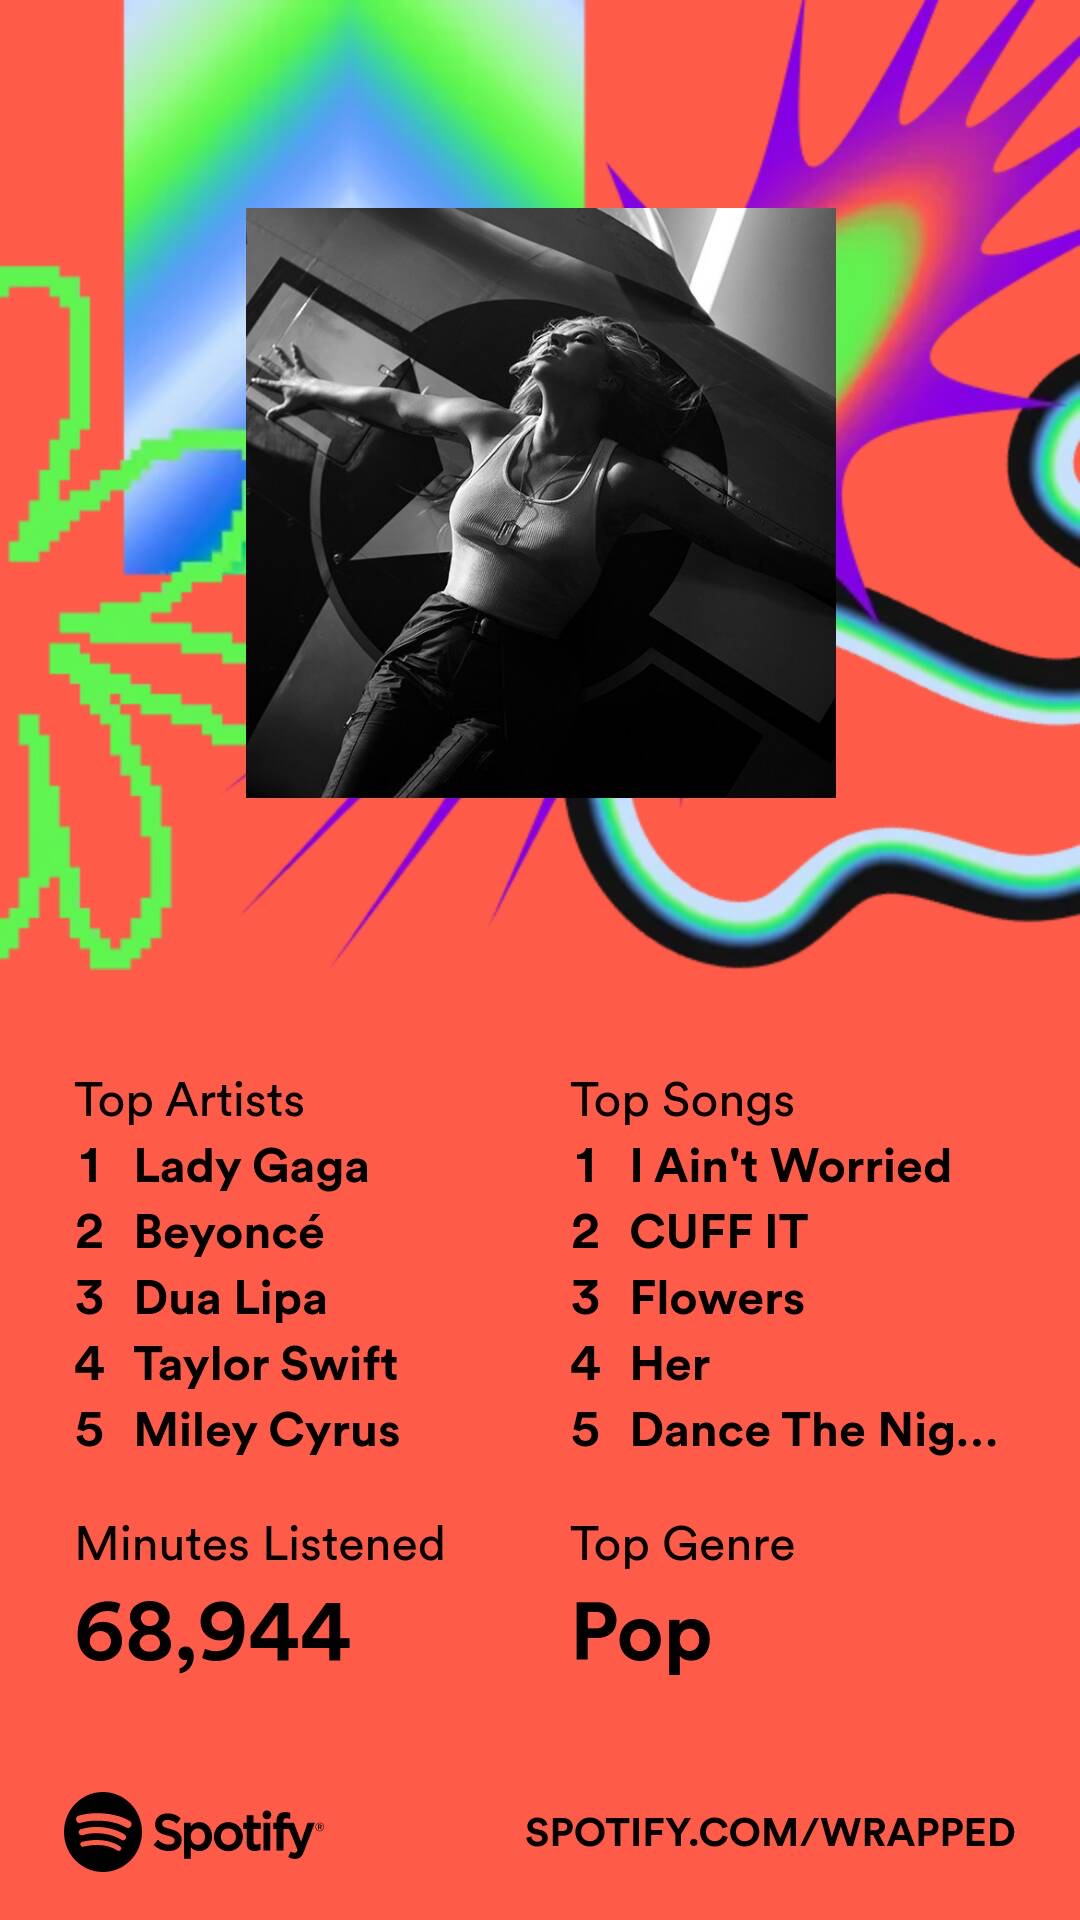 Top Artists
1 Lady Gaga
2 Beyoncé
3 Dua Lipa
4 Taylor Swift
5 Miley Cyrus
Top Songs
1 I Ain't Worried
2 CUFF IT
3 Flowers
4 Her
5 Dance The Nig...
Minutes Listened
68,944
Top Genre
Pop
Spotify®
SPOTIFY.COM/WRAPPED